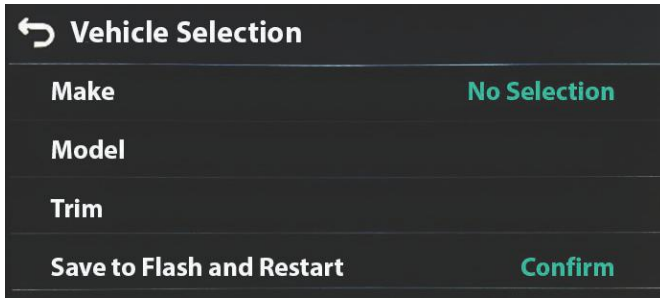 Vehicle Selection
Make No Selection
Model
Trim
Save to Flash and Restart Confirm